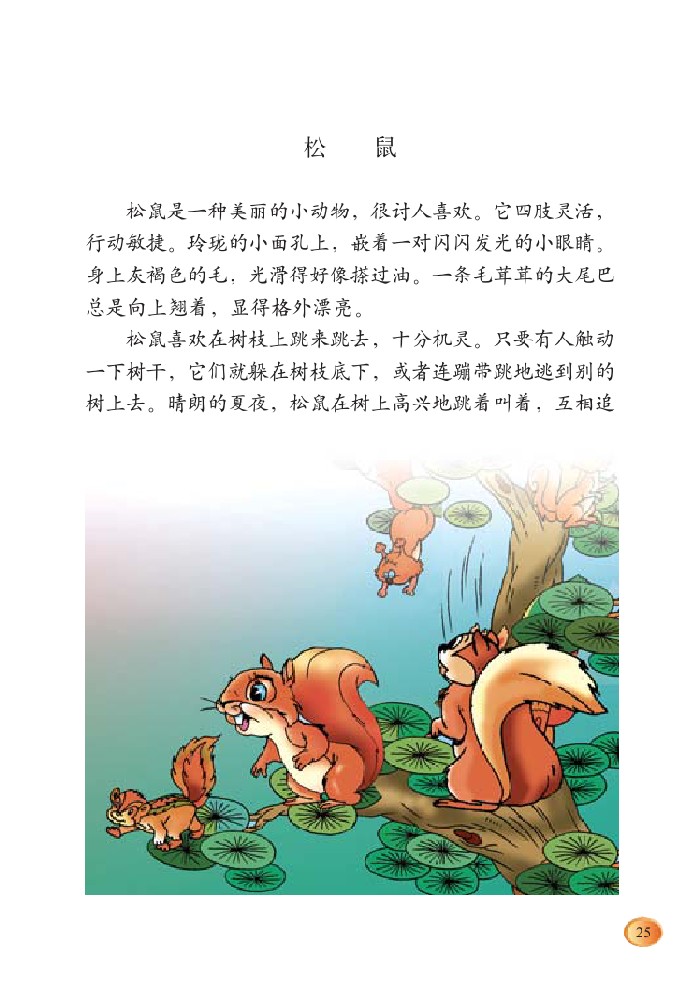 松　鼠
松鼠是一种美丽的小动物，很讨人喜欢。它四肢灵活，
行动敏捷。玲珑的小面孔上，嵌着一对闪闪发光的小眼睛。
身上灰褐色的毛，光滑得好像搽过油。一条毛茸茸的大尾巴
总是向上翘着，显得格外漂亮。
松鼠喜欢在树枝上跳来跳去，十分机灵。只要有人触动
一下树干，它们就躲在树枝底下，或者连蹦带跳地逃到别的
树上去。晴朗的夏夜，松鼠在树上高兴地跳着叫着，互相追
25